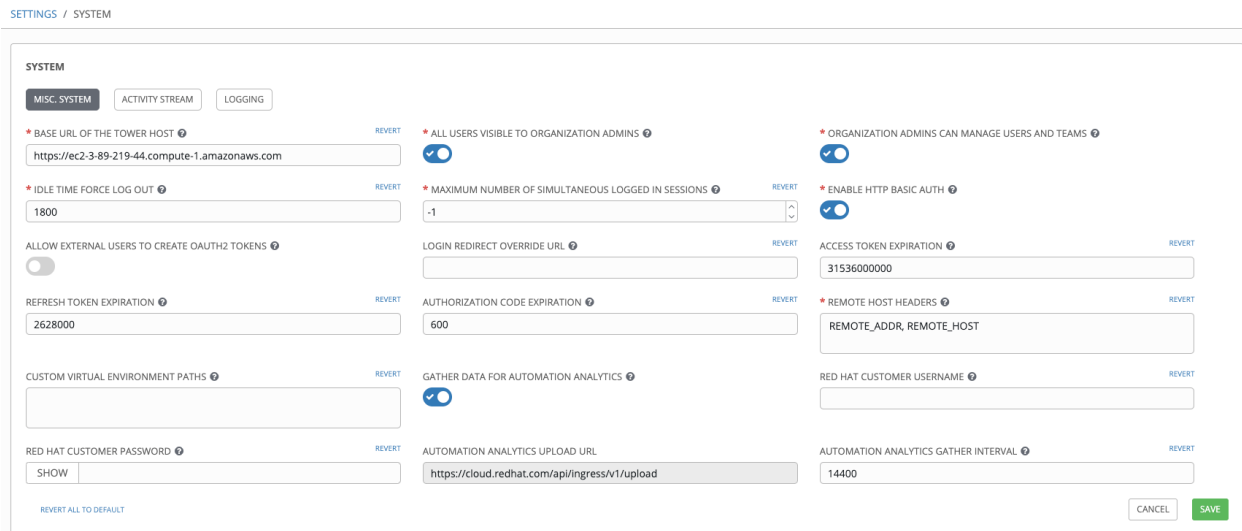 SETTINGS / SYSTEM
SYSTEM
MISC. SYSTEM
ACTIVITY STREAM
LOGGING
* BASE URL OF THE TOWER HOST
REVERT
https://ec2-3-89-219-44.compute-1.amazonaws.com
* ALL USERS VISIBLE TO ORGANIZATION ADMINS
* ORGANIZATION ADMINS CAN MANAGE USERS AND TEAMS
* IDLE TIME FORCE LOG OUT
REVERT
1800
* MAXIMUM NUMBER OF SIMULTANEOUS LOGGED IN SESSIONS
REVERT
-1
* ENABLE HTTP BASIC AUTH
ALLOW EXTERNAL USERS TO CREATE OAUTH2 TOKENS
LOGIN REDIRECT OVERRIDE URL
REVERT
ACCESS TOKEN EXPIRATION
REVERT
31536000000
REFRESH TOKEN EXPIRATION
REVERT
2628000
AUTHORIZATION CODE EXPIRATION
REVERT
600
* REMOTE HOST HEADERS
REVERT
REMOTE_ADDR, REMOTE_HOST
CUSTOM VIRTUAL ENVIRONMENT PATHS
REVERT
GATHER DATA FOR AUTOMATION ANALYTICS
RED HAT CUSTOMER USERNAME
REVERT
RED HAT CUSTOMER PASSWORD
REVERT
SHOW
AUTOMATION ANALYTICS UPLOAD URL
https://cloud.redhat.com/api/ingress/v1/upload
AUTOMATION ANALYTICS GATHER INTERVAL
REVERT
14400
REVERT ALL TO DEFAULT
CANCEL
SAVE